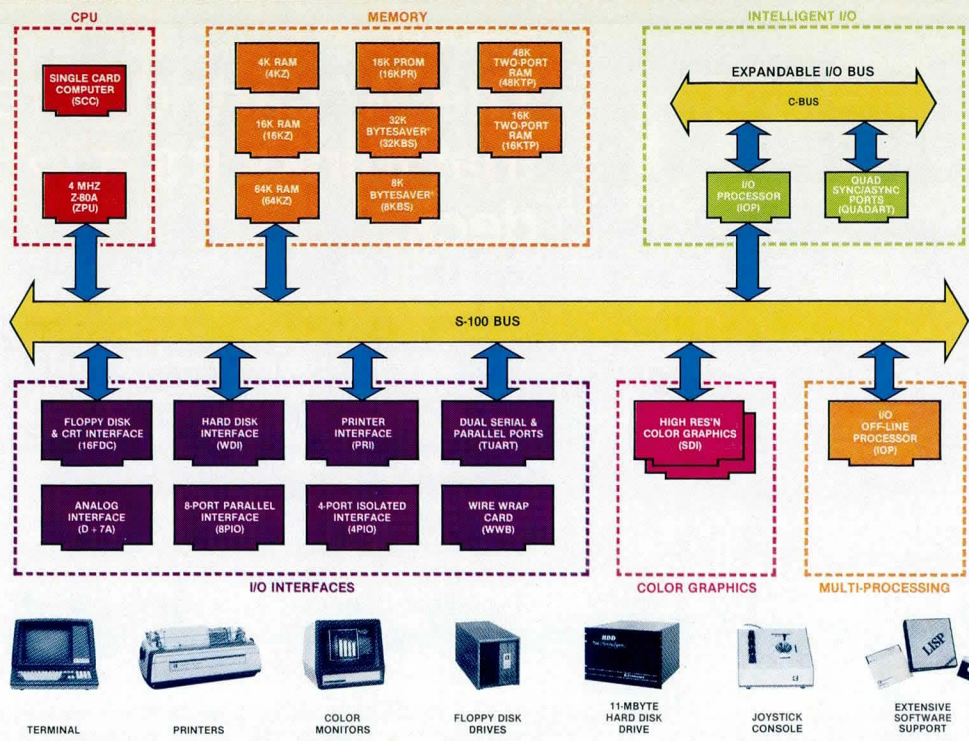 CPU
SINGLE CARD
COMPUTER
(SCC)
4 MHZ
Z-80A
(ZPU)
MEMORY
4K RAM
(4KZ)
16K PROM
(16KPR)
48K
TWO-PORT
RAM
(48KTP)
16K RAM
(16KZ)
32K
BYTESAVER®
(32KBS)
16K
TWO-PORT
RAM
(16KTP)
64K RAM
(64KZ)
8K
BYTESAVER®
(8KBS)
INTELLIGENT I/O
EXPANDABLE I/O BUS
C-BUS
I/O
PROCESSOR
(IOP)
QUAD
SYNC/ASYNC
PORTS
(QUADART)
S-100 BUS
FLOPPY DISK
& CRT INTERFACE
(16FDC)
HARD DISK
INTERFACE
(WDI)
PRINTER
INTERFACE
(PRI)
DUAL SERIAL &
PARALLEL PORTS
(TUART)
ANALOG
INTERFACE
(D + 7A)
8-PORT PARALLEL
INTERFACE
(8PIO)
4-PORT ISOLATED
INTERFACE
(4PIO)
WIRE WRAP
CARD
(WWB)
I/O INTERFACES
HIGH RES'N
COLOR GRAPHICS
(SDI)
COLOR GRAPHICS
I/O
OFF-LINE
PROCESSOR
(IOP)
MULTI-PROCESSING
HDD
LISP
TERMINAL
PRINTERS
COLOR
MONITORS
FLOPPY DISK
DRIVES
11-MBYTE
HARD DISK
DRIVE
JOYSTICK
CONSOLE
EXTENSIVE
SOFTWARE
SUPPORT